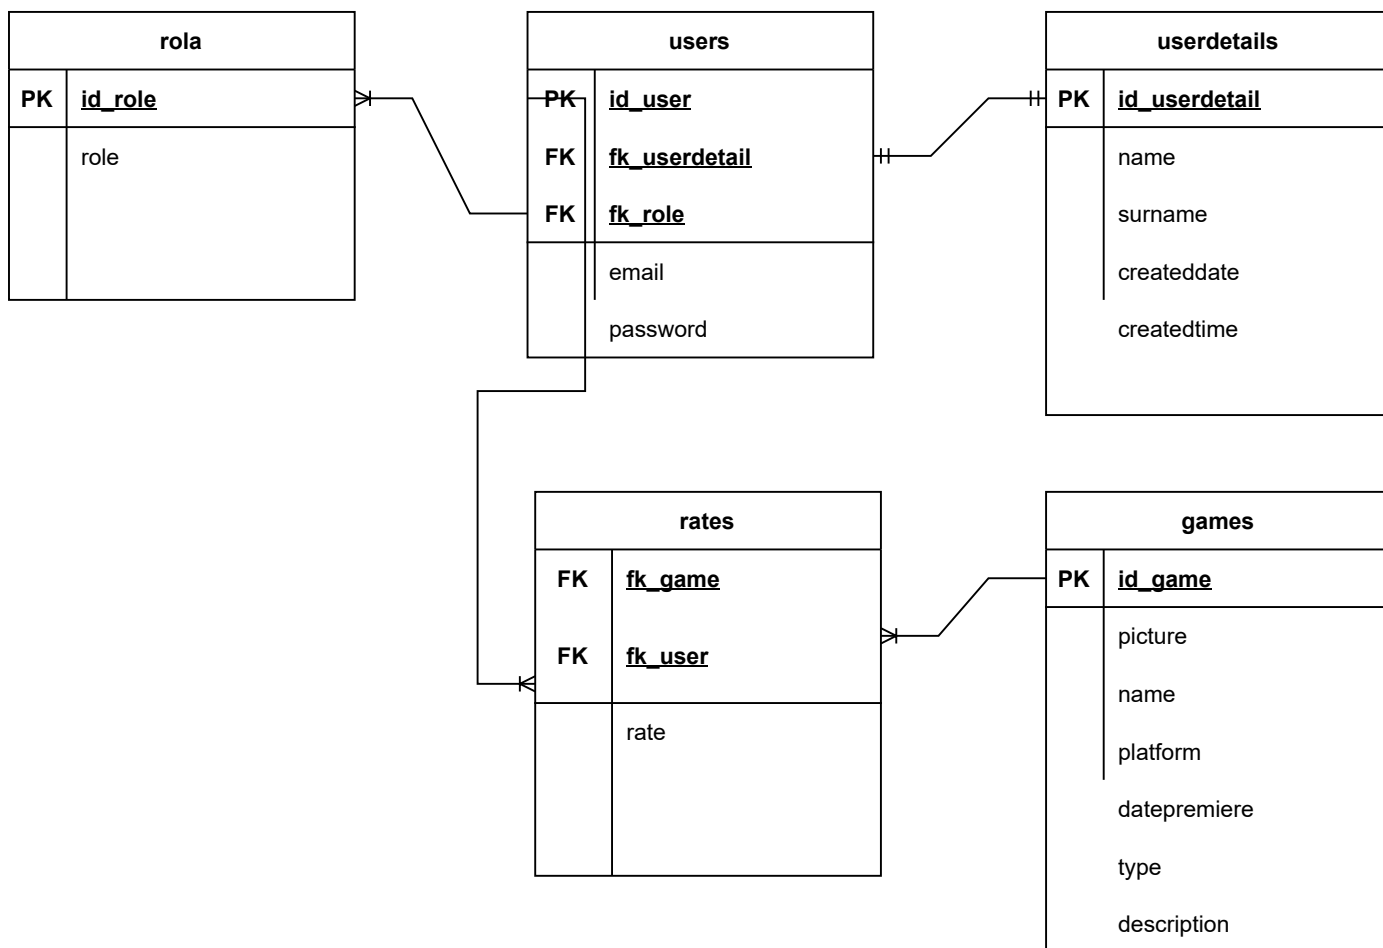 rola
PK id_role
role
users
PK id_user
FK fk_userdetail
FK fk_role
email
password
userdetails
PK id_userdetail
name
surname
createddate
createdtime
rates
FK fk_game
FK fk_user
rate
games
PK id_game
picture
name
platform
datepremiere
type
description